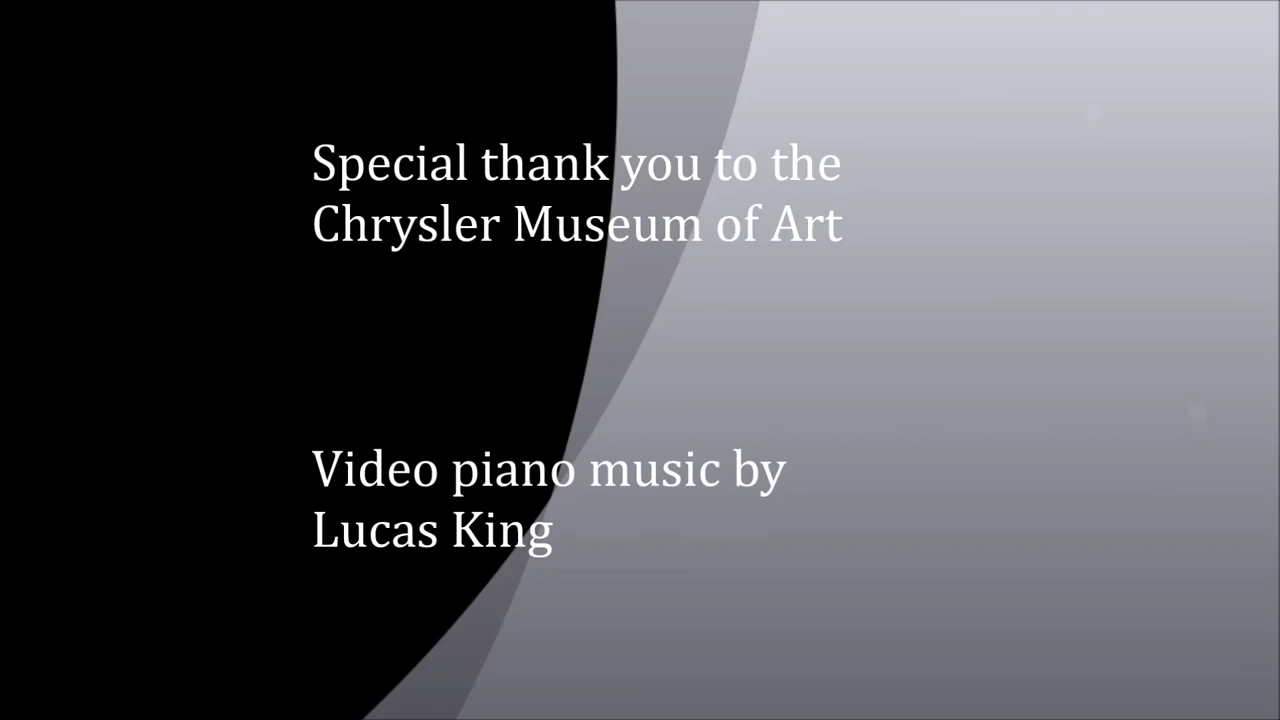 Special thank you to the
Chrysler Museum of Art
Video piano music by
Lucas King